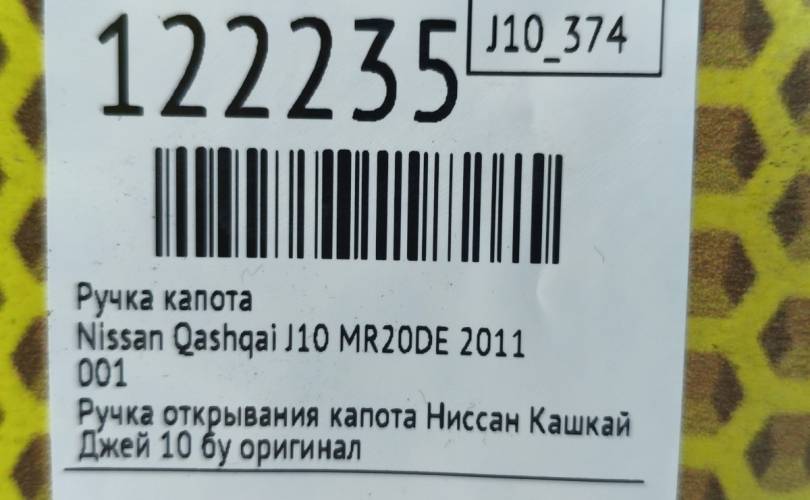 122235
J10_374
Ручка капота
Nissan Qashqai J10 MR20DE 2011
001
Ручка открывания капота Ниссан Кашкай
Джей 10 бу оригинал